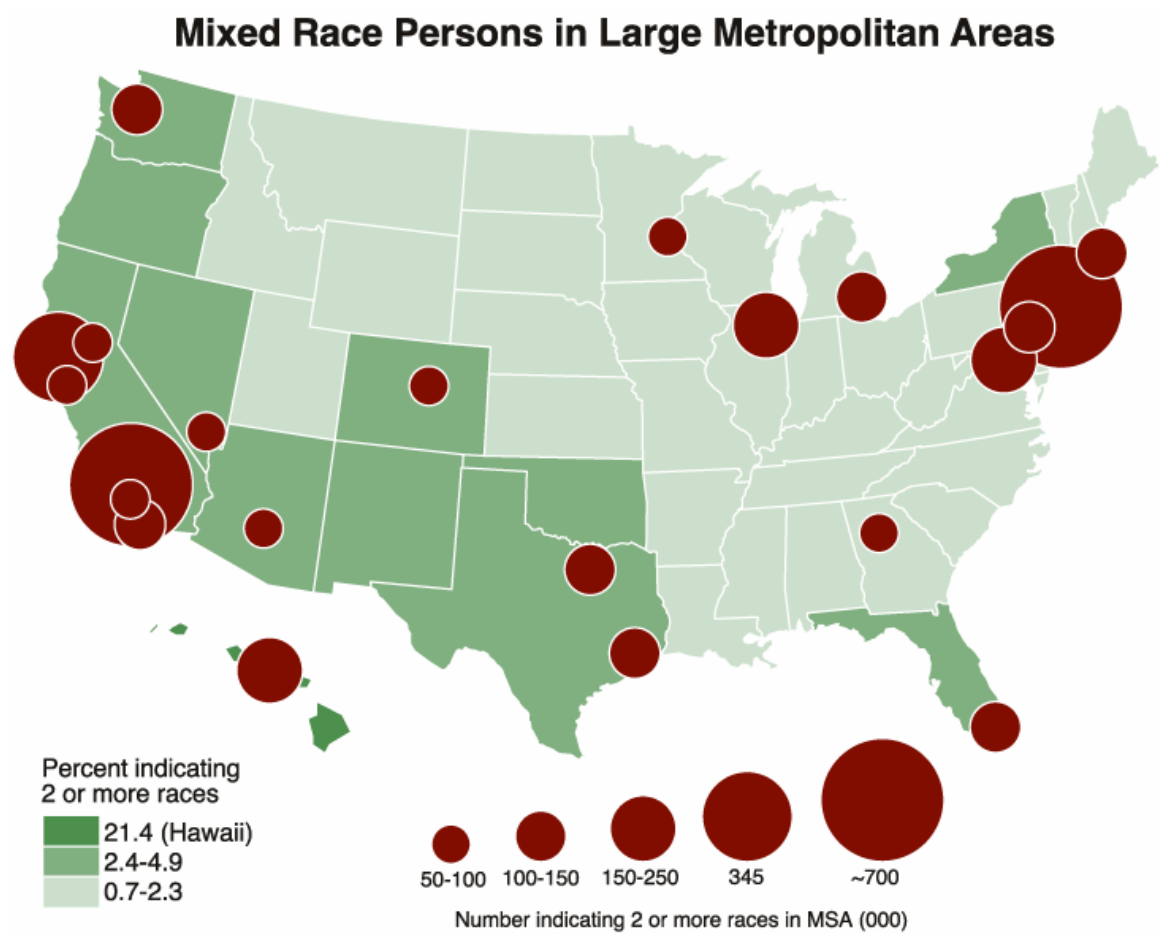 Mixed Race Persons in Large Metropolitan Areas
Percent indicating
2 or more races
21.4 (Hawaii)
2.4-4.9
0.7-2.3
50-100
100-150
150-250
345
~700
Number indicating 2 or more races in MSA (000)